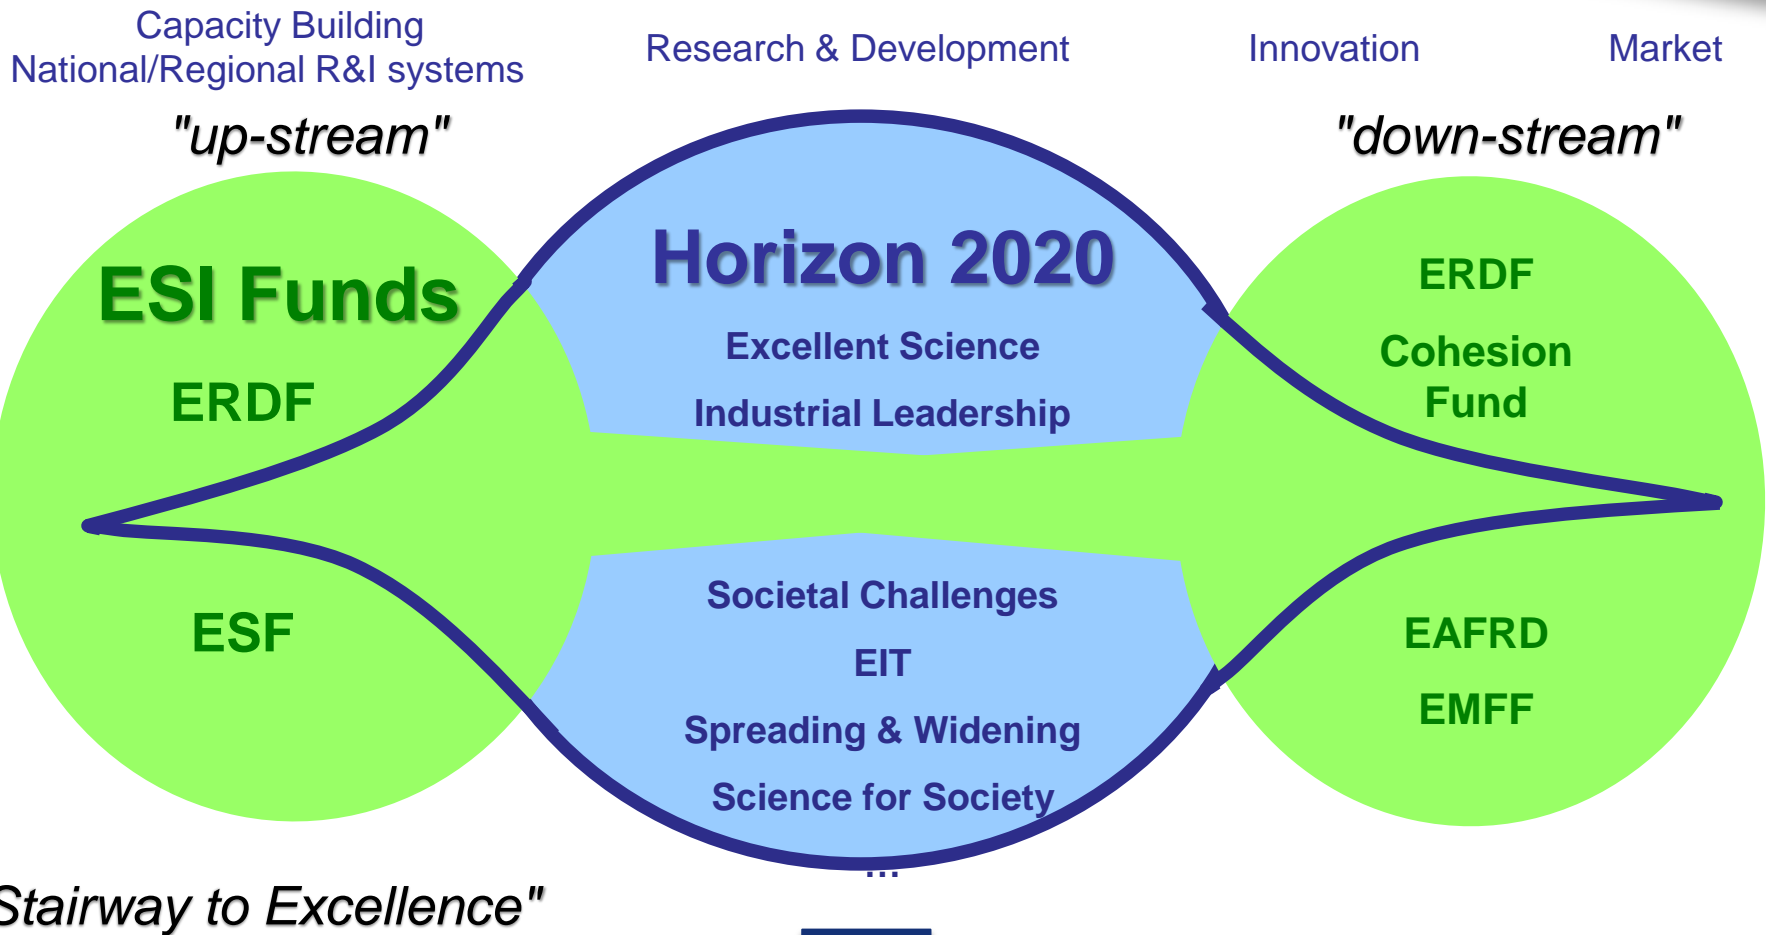 Capacity Building
National/Regional R&I systems
Research & Development
Innovation
Market
"up-stream"
"down-stream"
ESI Funds
ERDF
ESF
Horizon 2020
Excellent Science
Industrial Leadership
Societal Challenges
EIT
Spreading & Widening
Science for Society
...
ERDF
Cohesion
Fund
EAFRD
EMFF
Stairway to Excellence"